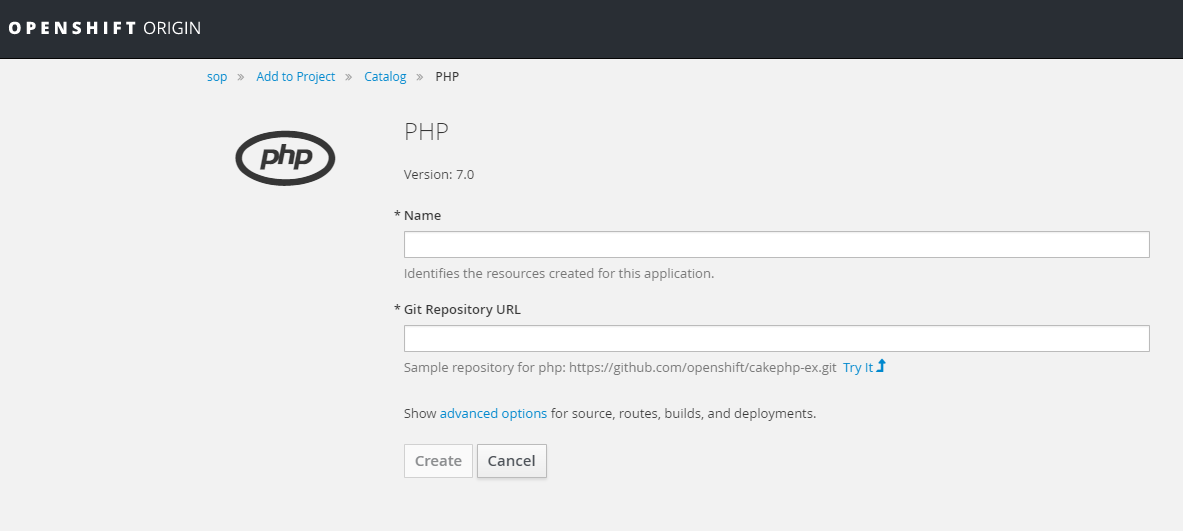 OPENSHIFT ORIGIN
sop » Add to Project » Catalog » PHP
php
PHP
Version: 7.0
* Name
Identifies the resources created for this application.
* Git Repository URL
Sample repository for php: https://github.com/openshift/cakephp-ex.git Try It
Show advanced options for source, routes, builds, and deployments.
Create Cancel